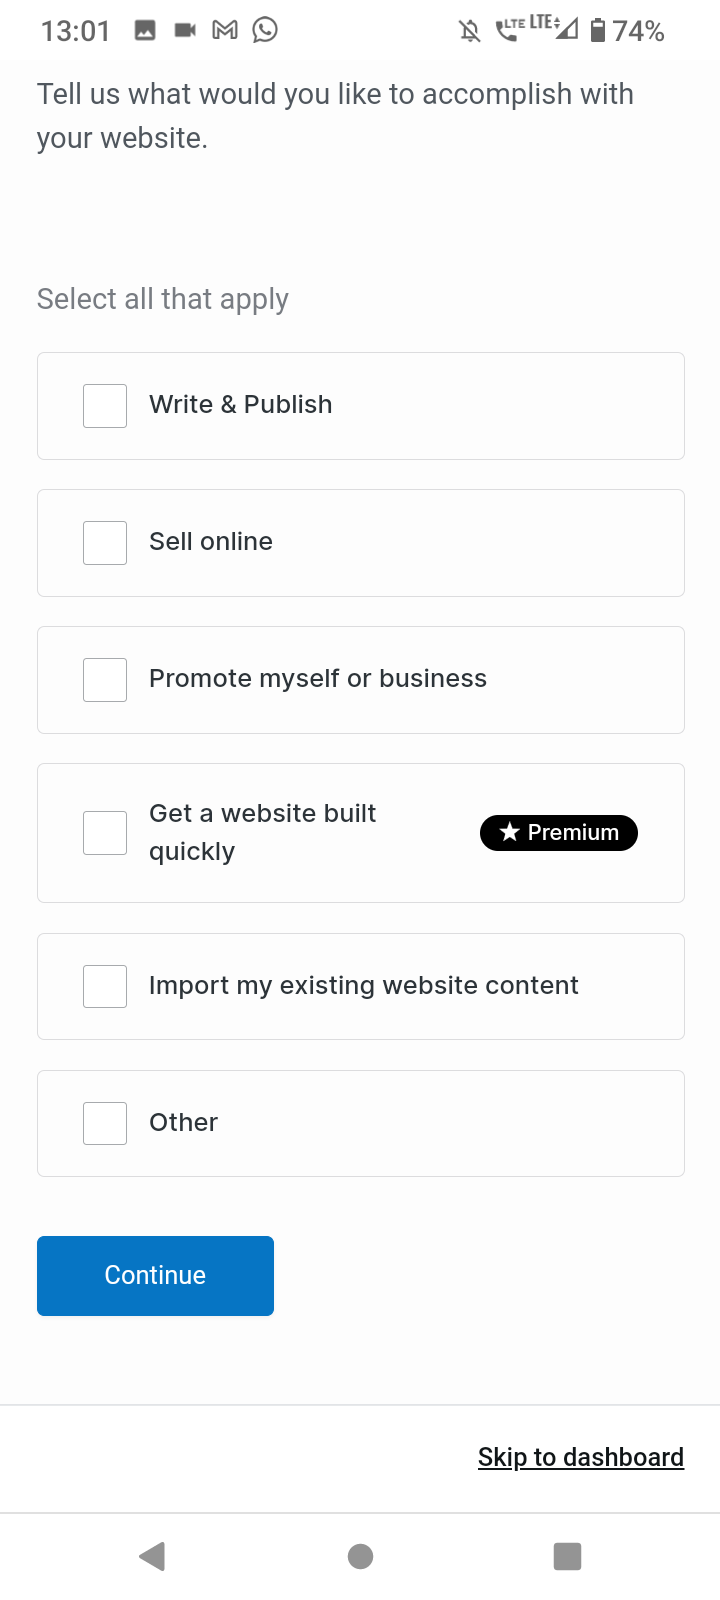 13:01 LTE LTE 74%
Tell us what would you like to accomplish with
your website.
Select all that apply
Write & Publish
Sell online
Promote myself or business
Get a website built
quickly
Premium
Import my existing website content
Other
Continue
Skip to dashboard